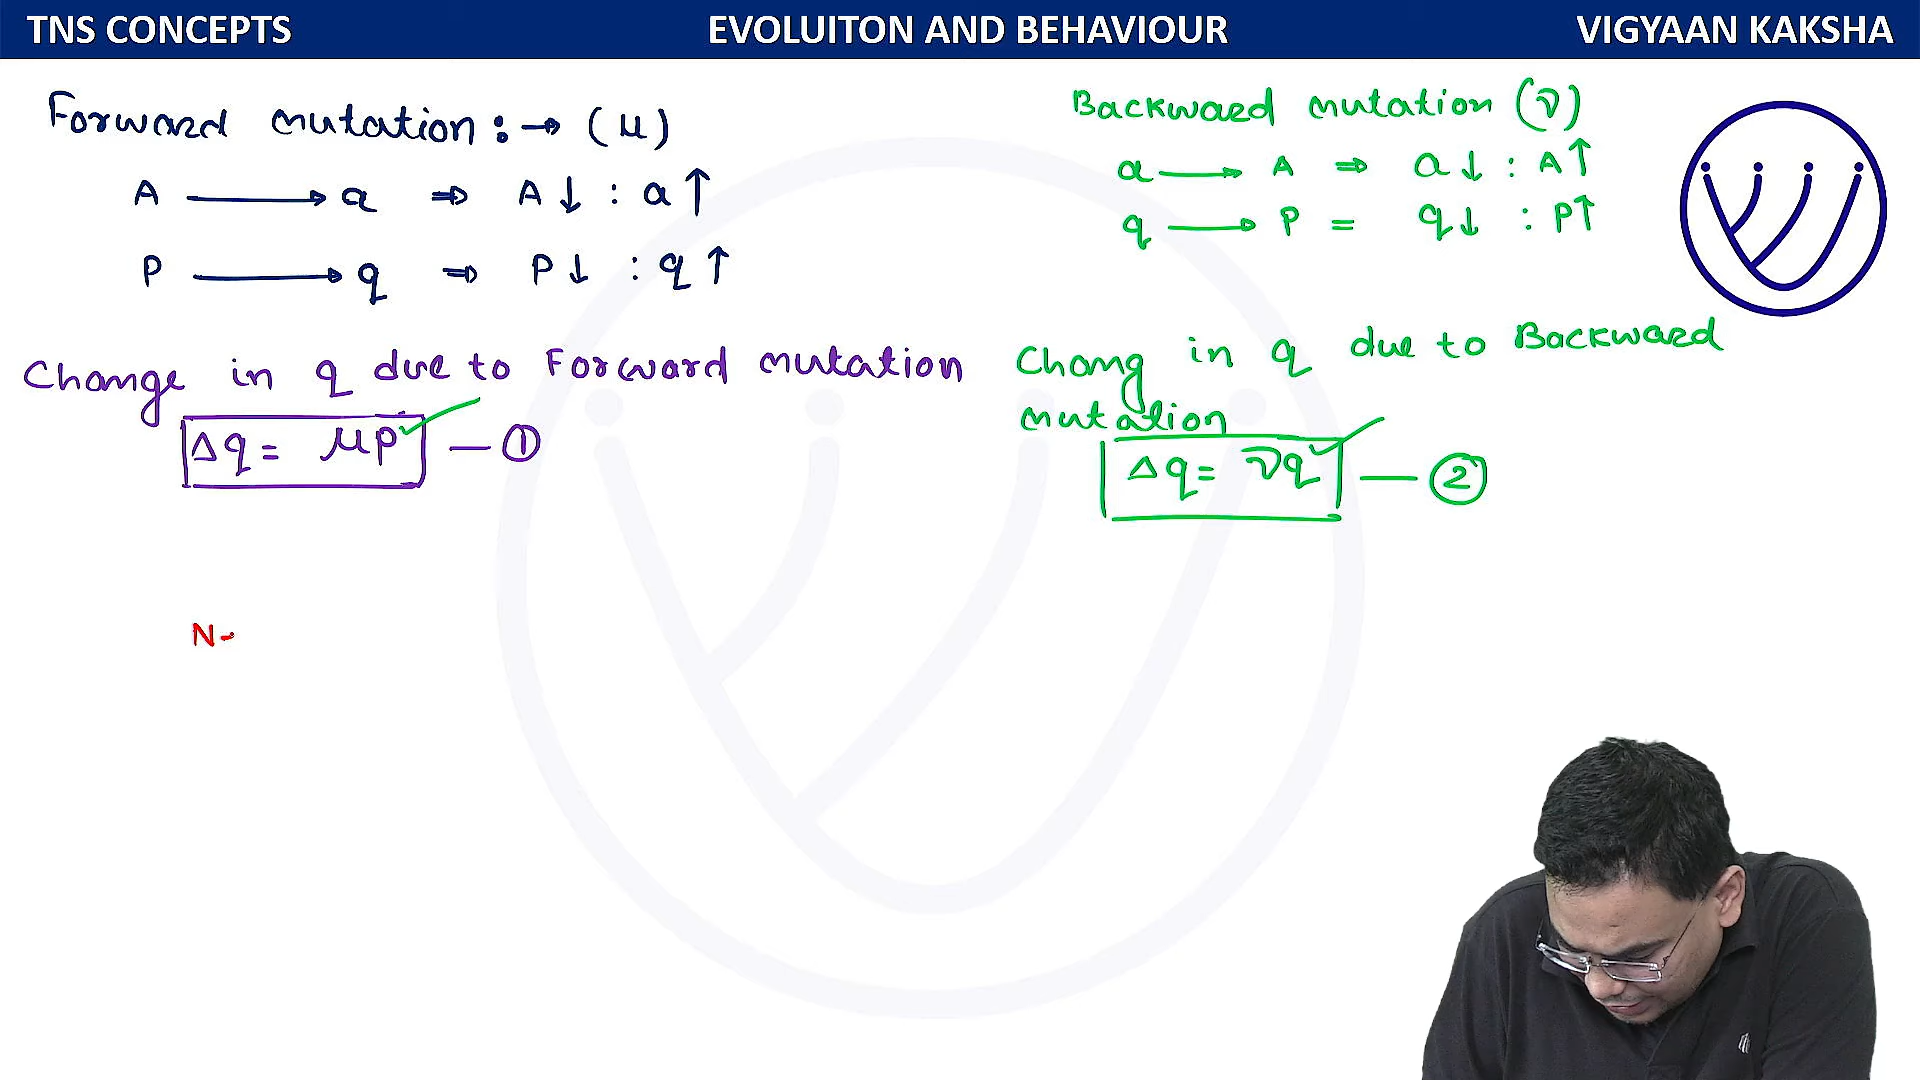 TNS CONCEPTS
EVOLUITON AND BEHAVIOUR
VIGYAAN KAKSHA
Forward mutation :→ (μ)
A → a ⇒ A↓ : a↑
P → q ⇒ P↓ : q↑
Change in q due to Forward mutation
Δq = μp — ①
Backward mutation (ν)
a → A ⇒ a↓ : A↑
q → P = q↓ : P↑
Chang in q due to Backward
mutation
Δq = νq — ②
N-